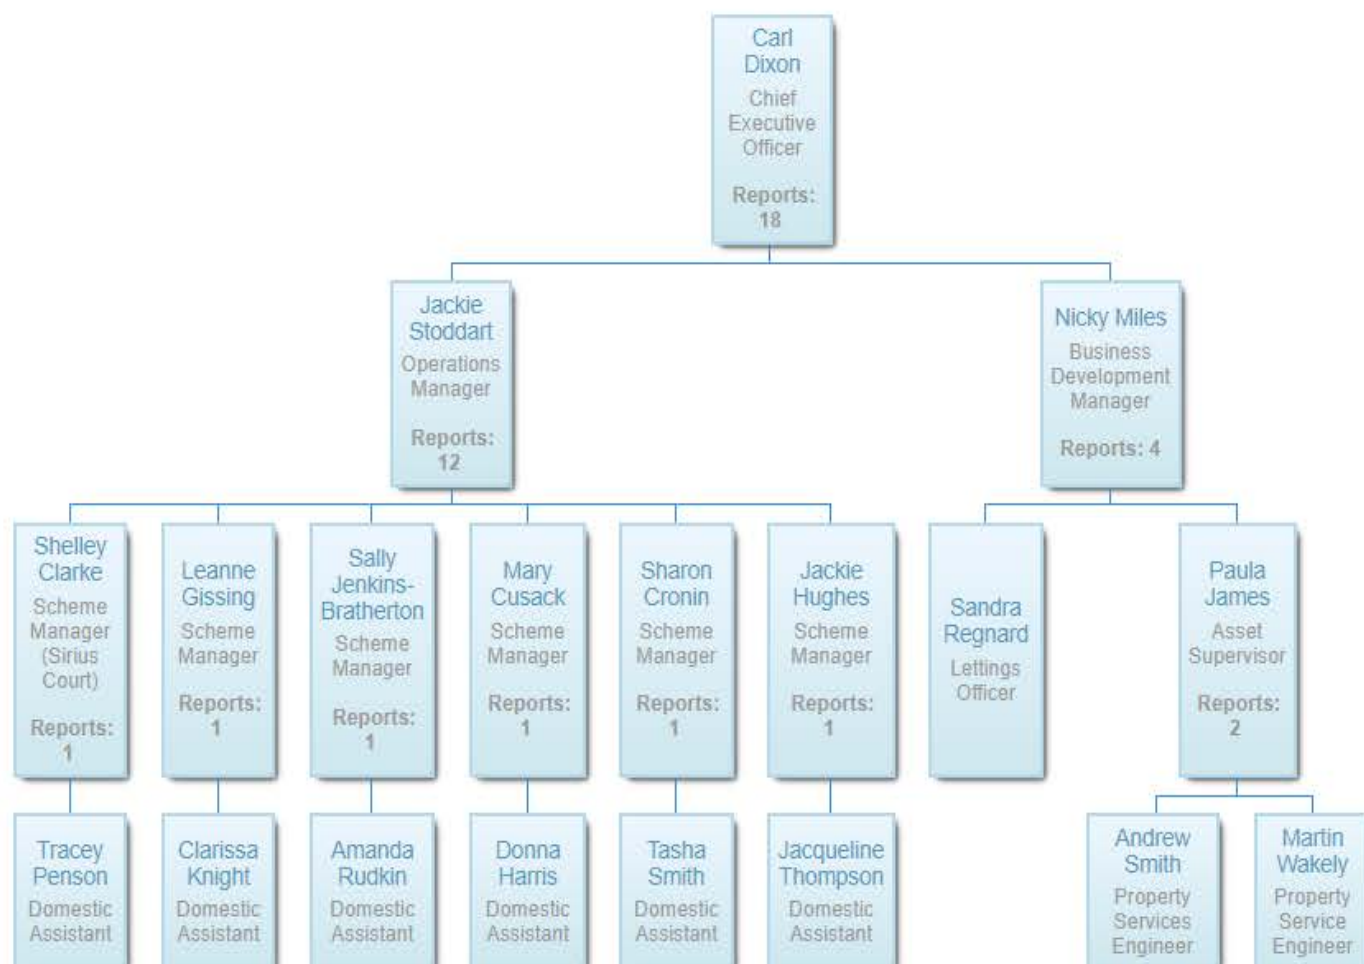 Carl
Dixon
Chief
Executive
Officer
Reports:
18
Jackie
Stoddart
Operations
Manager
Reports:
12
Nicky Miles
Business
Development
Manager
Reports: 4
Shelley
Clarke
Scheme
Manager
(Sirius
Court)
Reports:
1
Leanne
Gissing
Scheme
Manager
Reports:
1
Sally
Jenkins-
Bratherton
Scheme
Manager
Reports:
1
Mary
Cusack
Scheme
Manager
Reports:
1
Sharon
Cronin
Scheme
Manager
Reports:
1
Jackie
Hughes
Scheme
Manager
Reports:
1
Sandra
Regnard
Lettings
Officer
Paula
James
Asset
Supervisor
Reports:
2
Tracey
Penson
Domestic
Assistant
Clarissa
Knight
Domestic
Assistant
Amanda
Rudkin
Domestic
Assistant
Donna
Harris
Domestic
Assistant
Tasha
Smith
Domestic
Assistant
Jacqueline
Thompson
Domestic
Assistant
Andrew
Smith
Property
Services
Engineer
Martin
Wakely
Property
Service
Engineer